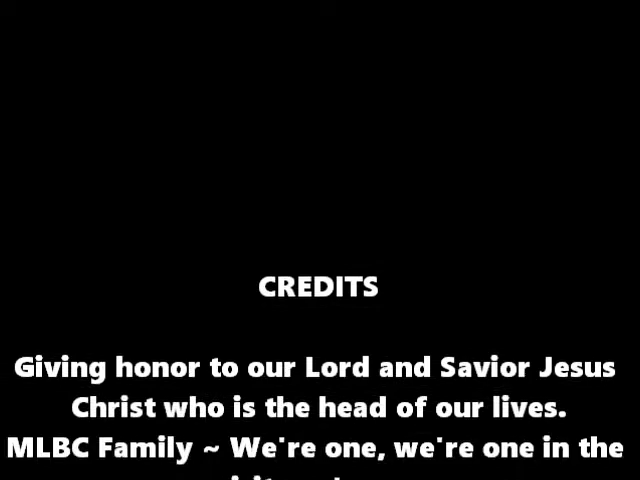 CREDITS
Giving honor to our Lord and Savior Jesus
Christ who is the head of our lives.
MLBC Family ~ We're one, we're one in the